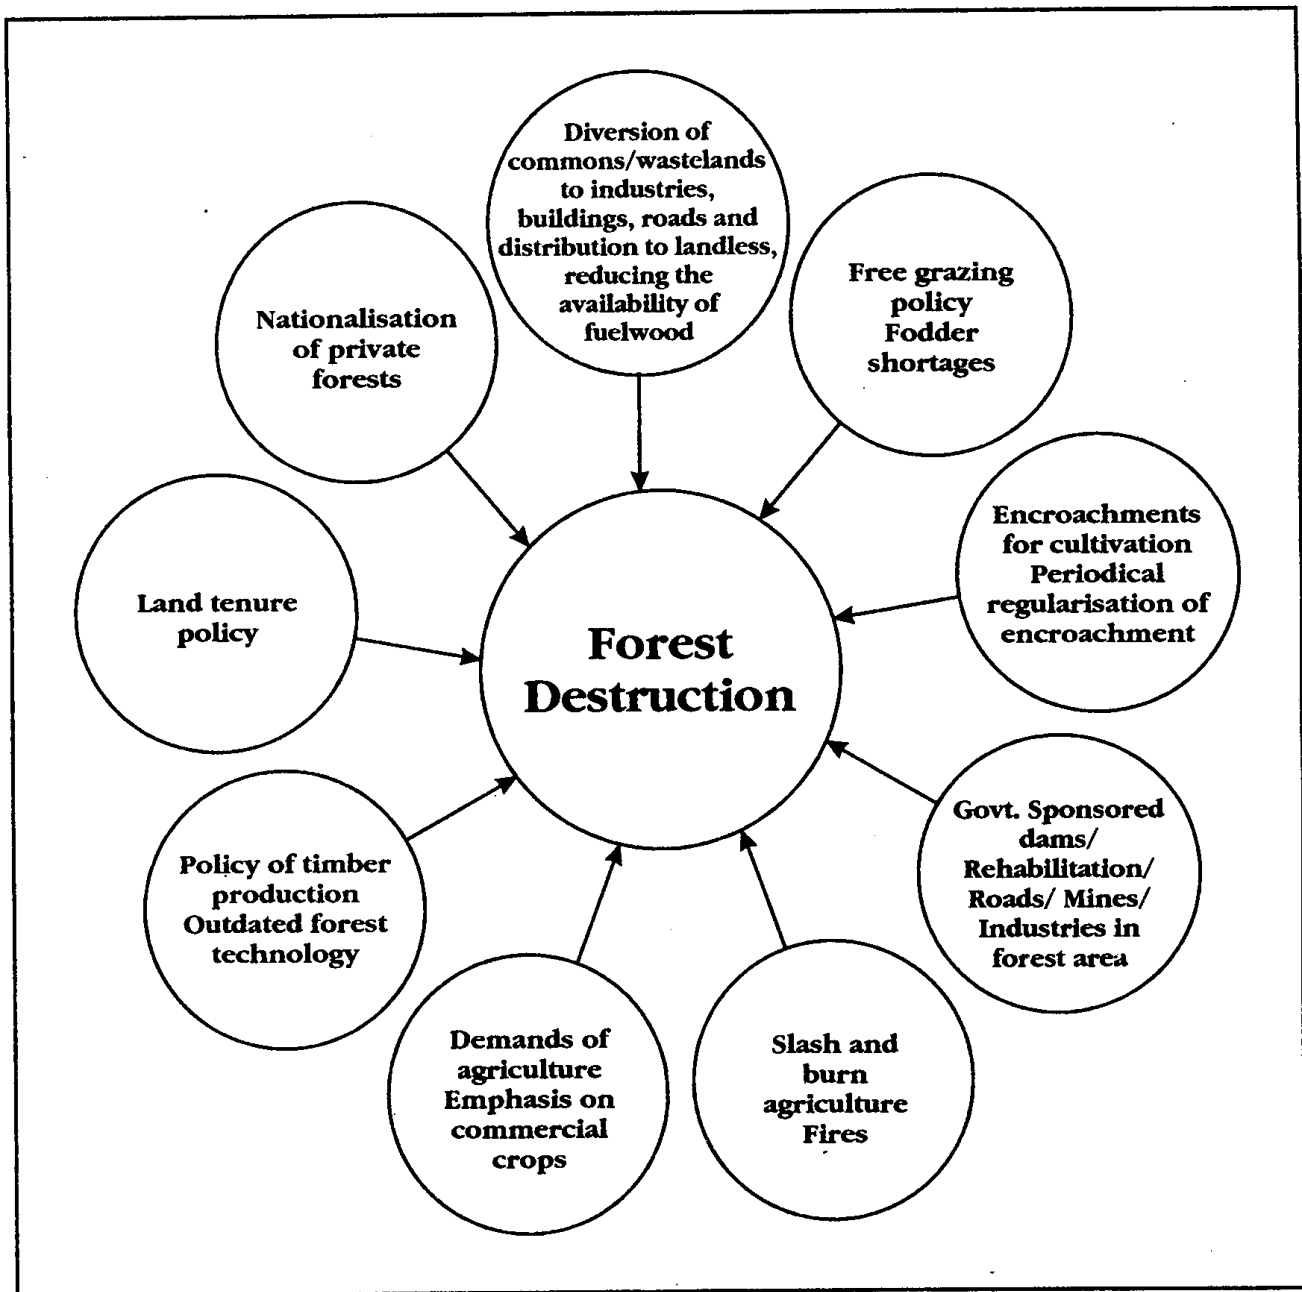 Diversion of
commons/wastelands
to industries,
buildings, roads and
distribution to landless,
reducing the
availability of
fuelwood
Free grazing
policy
Fodder
shortages
Nationalisation
of private
forests
Encroachments
for cultivation
Periodical
regularisation of
encroachment
Land tenure
policy
Forest
Destruction
Govt. Sponsored
dams/
Rehabilitation/
Roads/ Mines/
Industries in
forest area
Policy of timber
production
Outdated forest
technology
Demands of
agriculture
Emphasis on
commercial
crops
Slash and
burn
agriculture
Fires